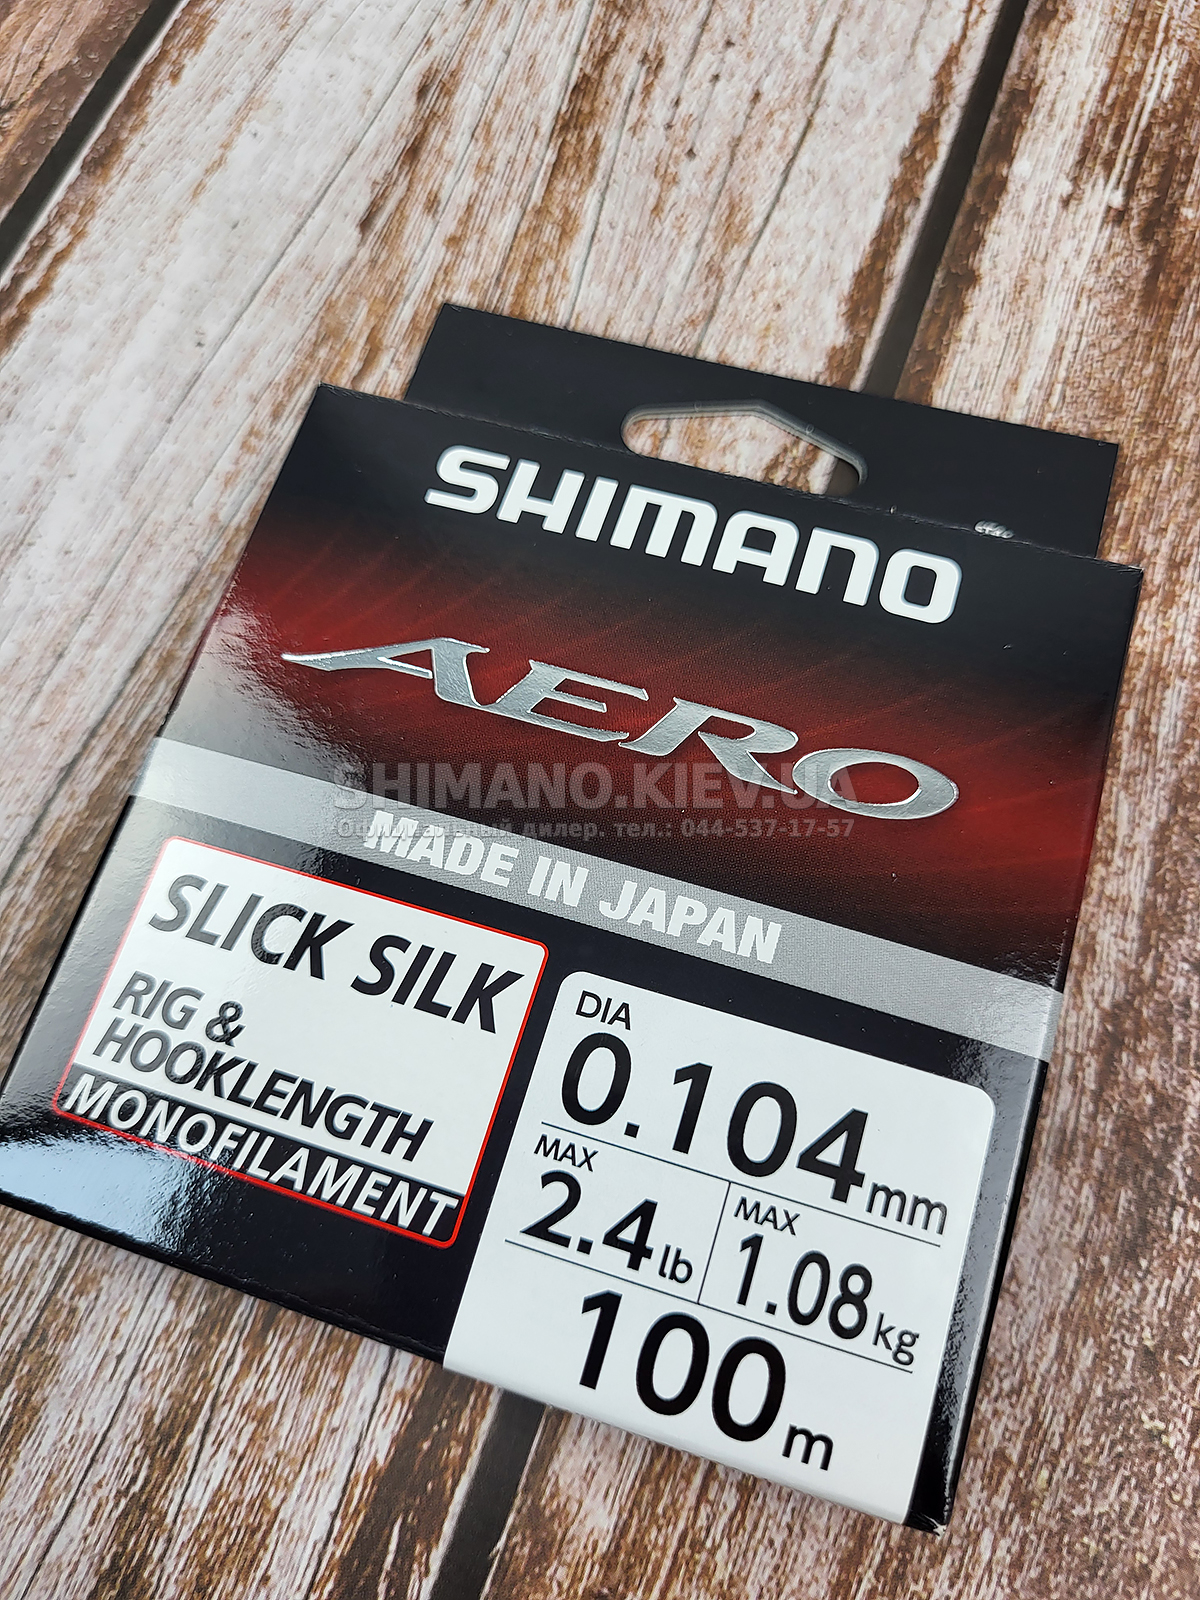 SHIMANO
AERO
SHIMANO.KIEV.UA
Официальный дилер. тел.: 044-537-17-57
MADE IN JAPAN
SLICK SILK
RIG &
HOOKLENGTH
MONOFILAMENT
DIA
0.104mm
MAX
2.4lb
MAX
1.08kg
100m